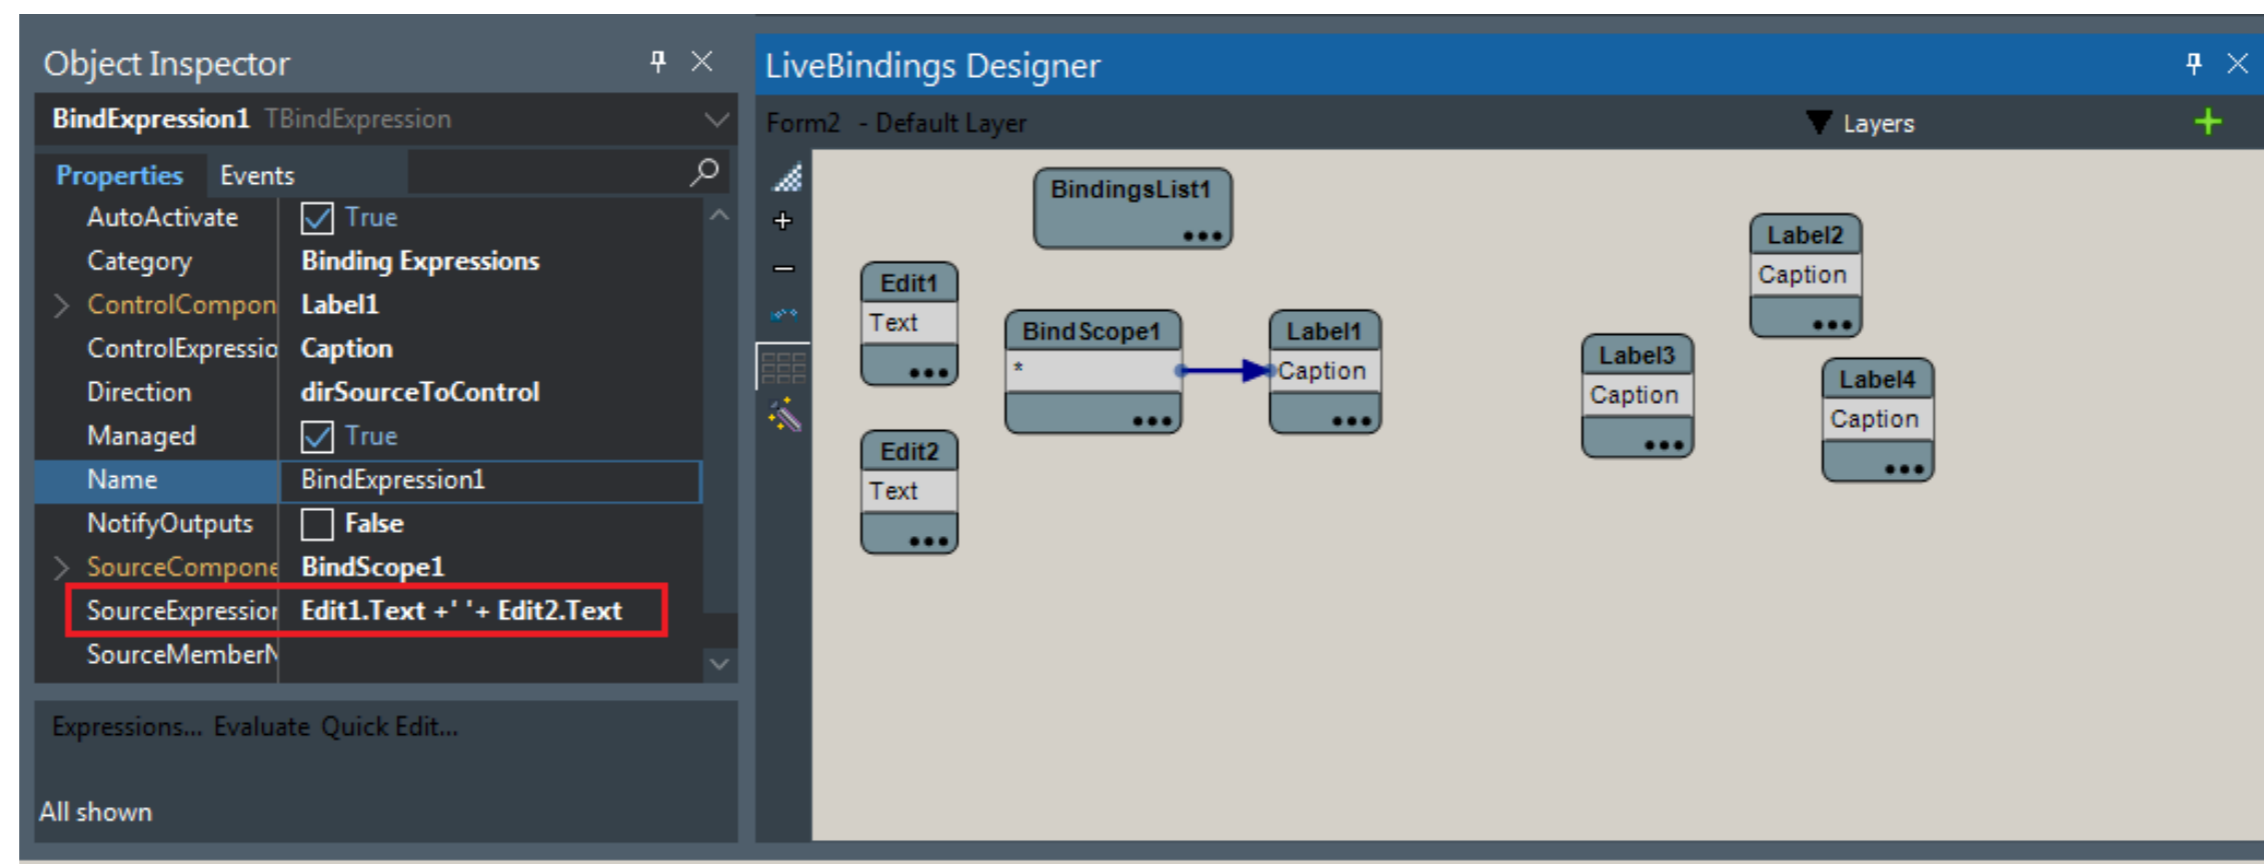 Object Inspector
BindExpression1 TBindExpression
Properties Events
AutoActivate True
Category Binding Expressions
ControlCompon Label1
ControlExpressio Caption
Direction dirSourceToControl
Managed True
Name BindExpression1
NotifyOutputs False
SourceCompone BindScope1
SourceExpression Edit1.Text +' '+ Edit2.Text
SourceMemberN
Expressions... Evaluate Quick Edit...
All shown
LiveBindings Designer
Form2 - Default Layer
Layers
BindingsList1
Edit1
Text
BindScope1
*
Label1
Caption
Edit2
Text
Label2
Caption
Label3
Caption
Label4
Caption